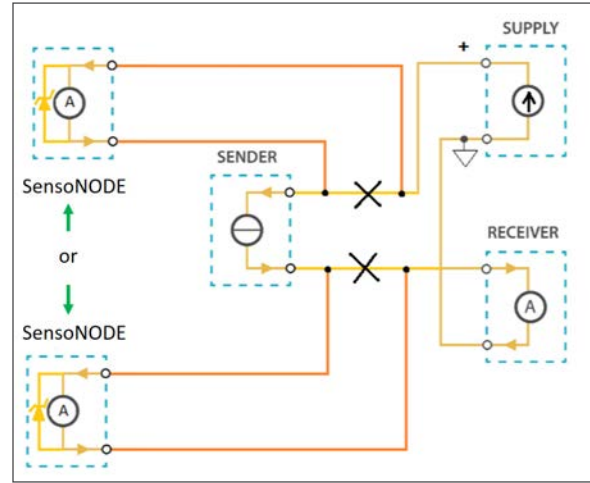 SUPPLY
+
A
SENDER
SensoNODE
or
RECEIVER
A
SensoNODE
A